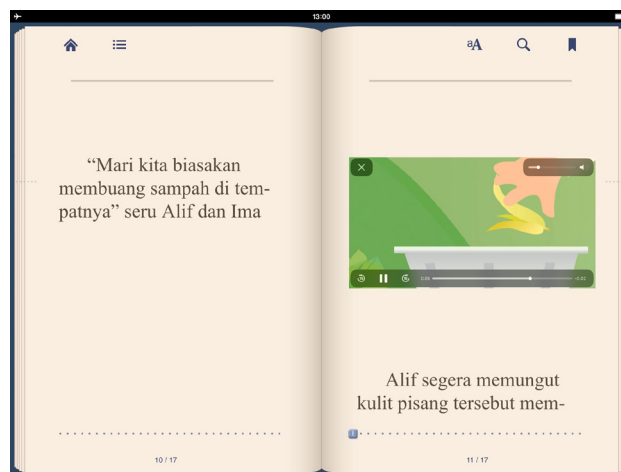 13:00
aA
“Mari kita biasakan
membuang sampah di tem-
patnya” seru Alif dan Ima
Alif segera memungut
kulit pisang tersebut mem-
10 / 17
11 / 17